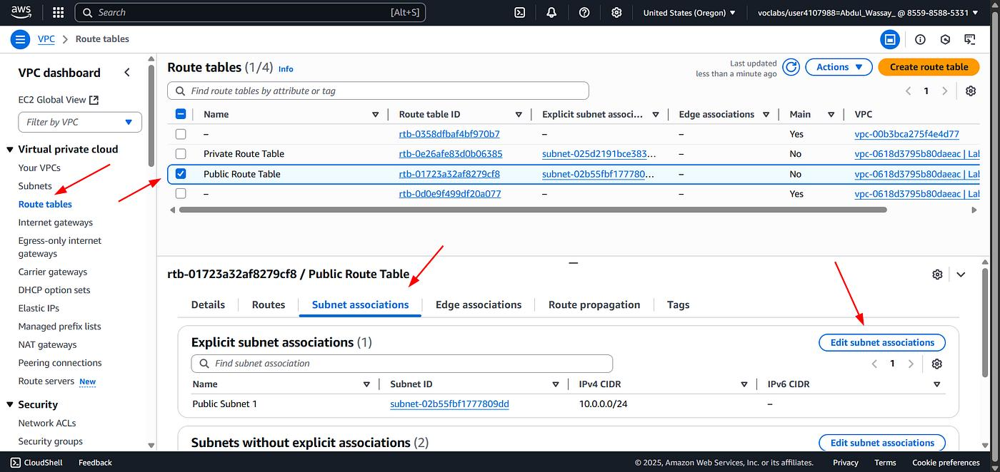 aws
Search [Alt+S]
United States (Oregon)
voclabs/user4107988=Abdul_Wassay_ @ 8559-8588-5331
VPC > Route tables
VPC dashboard
EC2 Global View
Filter by VPC
Virtual private cloud
Your VPCs
Subnets
Route tables
Internet gateways
Egress-only internet
gateways
Carrier gateways
DHCP option sets
Elastic IPs
Managed prefix lists
NAT gateways
Peering connections
Route servers New
Security
Network ACLs
Security groups
Route tables (1/4) Info
Last updated
less than a minute ago
Actions
Create route table
Find route tables by attribute or tag
1
Name Route table ID Explicit subnet associ... Edge associations Main VPC
– rtb-0358dfbaf4bf970b7 – – Yes vpc-00b3bca275f4e4d77
Private Route Table rtb-0e26afe83d0b06385 subnet-025d2191bce383... – No vpc-0618d3795b80daeac | Lab
Public Route Table rtb-01723a32af8279cf8 subnet-02b55fbf177780... – No vpc-0618d3795b80daeac | Lab
– rtb-0d0e9f499df20a077 – – Yes vpc-0618d3795b80daeac | Lab
rtb-01723a32af8279cf8 / Public Route Table
Details Routes Subnet associations Edge associations Route propagation Tags
Explicit subnet associations (1)
Edit subnet associations
Find subnet association
1
Name Subnet ID IPv4 CIDR IPv6 CIDR
Public Subnet 1 subnet-02b55fbf1777809dd 10.0.0.0/24 –
Subnets without explicit associations (2)
Edit subnet associations
CloudShell Feedback
© 2025, Amazon Web Services, Inc. or its affiliates. Privacy Terms Cookie preferences